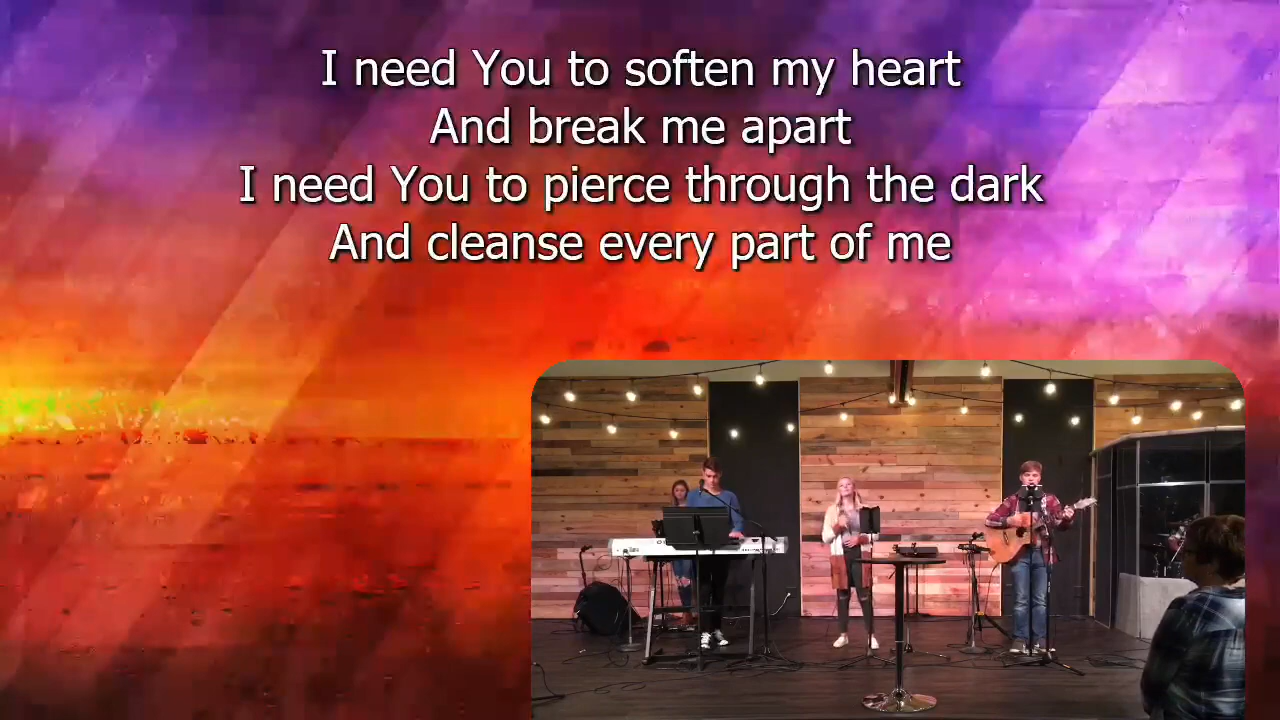 I need You to soften my heart
And break me apart
I need You to pierce through the dark
And cleanse every part of me